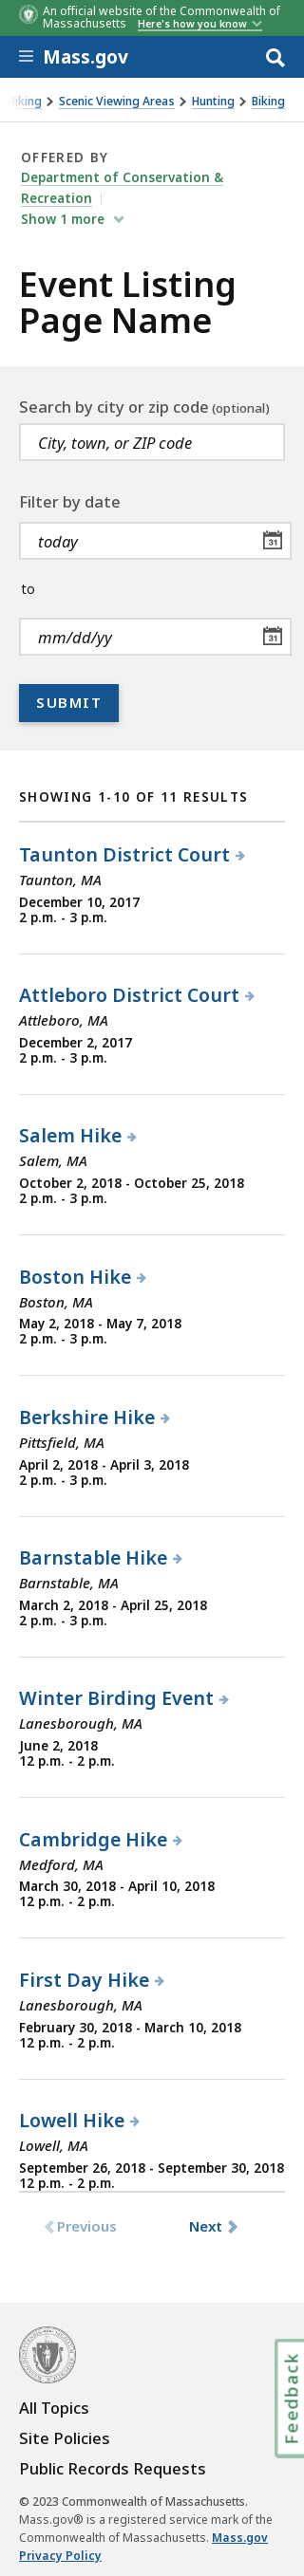 An official website of the Commonwealth of
Massachusetts Here's how you know
Mass.gov
Hiking Scenic Viewing Areas Hunting Biking
OFFERED BY
Department of Conservation &
Recreation
Show 1 more
Event Listing
Page Name
Search by city or zip code (optional)
City, town, or ZIP code
Filter by date
today
31
to
mm/dd/yy
31
SUBMIT
SHOWING 1-10 OF 11 RESULTS
Taunton District Court
Taunton, MA
December 10, 2017
2 p.m. - 3 p.m.
Attleboro District Court
Attleboro, MA
December 2, 2017
2 p.m. - 3 p.m.
Salem Hike
Salem, MA
October 2, 2018 - October 25, 2018
2 p.m. - 3 p.m.
Boston Hike
Boston, MA
May 2, 2018 - May 7, 2018
2 p.m. - 3 p.m.
Berkshire Hike
Pittsfield, MA
April 2, 2018 - April 3, 2018
2 p.m. - 3 p.m.
Barnstable Hike
Barnstable, MA
March 2, 2018 - April 25, 2018
2 p.m. - 3 p.m.
Winter Birding Event
Lanesborough, MA
June 2, 2018
12 p.m. - 2 p.m.
Cambridge Hike
Medford, MA
March 30, 2018 - April 10, 2018
12 p.m. - 2 p.m.
First Day Hike
Lanesborough, MA
February 30, 2018 - March 10, 2018
12 p.m. - 2 p.m.
Lowell Hike
Lowell, MA
September 26, 2018 - September 30, 2018
12 p.m. - 2 p.m.
Previous Next
Feedback
All Topics
Site Policies
Public Records Requests
© 2023 Commonwealth of Massachusetts.
Mass.gov® is a registered service mark of the
Commonwealth of Massachusetts. Mass.gov
Privacy Policy